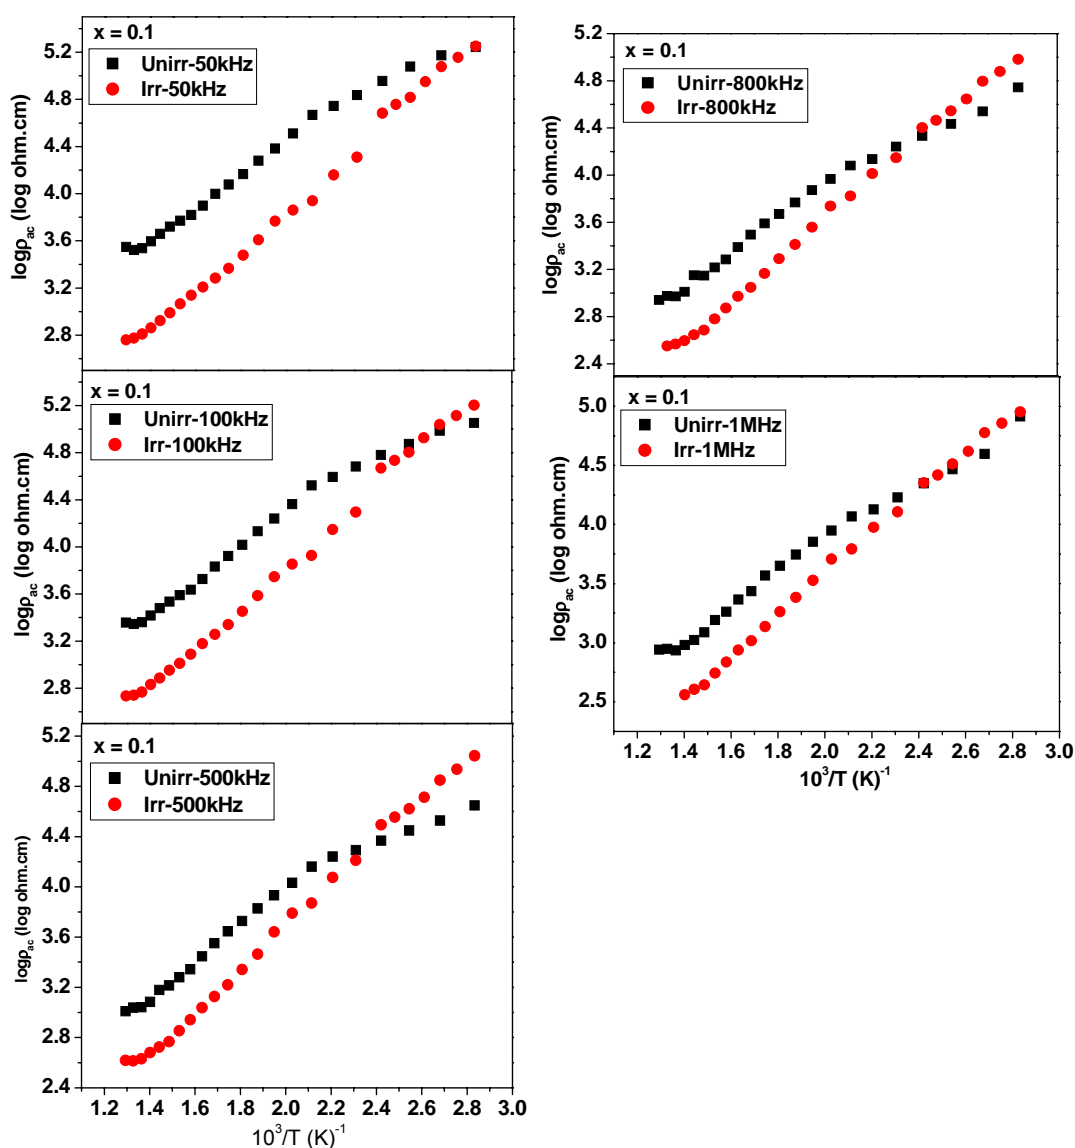 x = 0.1
Unirr-50kHz
Irr-50kHz
5.2
4.8
4.4
4.0
3.6
3.2
2.8
logρac (log ohm.cm)
x = 0.1
Unirr-100kHz
Irr-100kHz
5.2
4.8
4.4
4.0
3.6
3.2
2.8
logρac (log ohm.cm)
x = 0.1
Unirr-500kHz
Irr-500kHz
5.2
4.8
4.4
4.0
3.6
3.2
2.8
2.4
logρac (log ohm.cm)
1.2 1.4 1.6 1.8 2.0 2.2 2.4 2.6 2.8 3.0
10³/T (K)⁻¹
x = 0.1
Unirr-800kHz
Irr-800kHz
5.2
4.8
4.4
4.0
3.6
3.2
2.8
2.4
logρac (log ohm.cm)
x = 0.1
Unirr-1MHz
Irr-1MHz
5.0
4.5
4.0
3.5
3.0
2.5
logρac (log ohm.cm)
1.2 1.4 1.6 1.8 2.0 2.2 2.4 2.6 2.8 3.0
10³/T (K)⁻¹